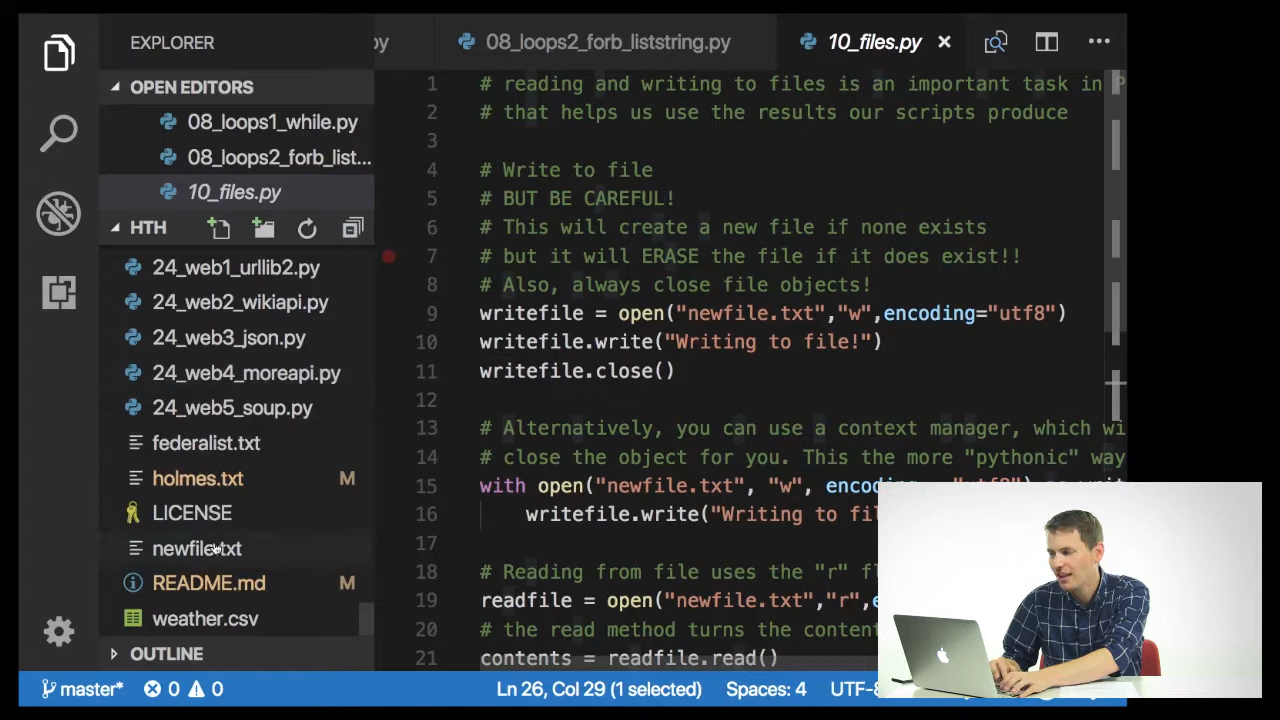 EXPLORER
OPEN EDITORS
08_loops1_while.py
08_loops2_forb_list...
10_files.py
HTH
24_web1_urllib2.py
24_web2_wikiapi.py
24_web3_json.py
24_web4_moreapi.py
24_web5_soup.py
federalist.txt
holmes.txt M
LICENSE
newfile.txt
README.md M
weather.csv
OUTLINE
py 08_loops2_forb_liststring.py 10_files.py
1 # reading and writing to files is an important task in P
2 # that helps us use the results our scripts produce
3
4 # Write to file
5 # BUT BE CAREFUL!
6 # This will create a new file if none exists
7 # but it will ERASE the file if it does exist!!
8 # Also, always close file objects!
9 writefile = open("newfile.txt","w",encoding="utf8")
10 writefile.write("Writing to file!")
11 writefile.close()
12
13 # Alternatively, you can use a context manager, which wi
14 # close the object for you. This the more "pythonic" way
15 with open("newfile.txt", "w",
16 writefile.write("Writing to fil
17
18 # Reading from file uses the "r" fl
19 readfile = open("newfile.txt","r",e
20 # the read method turns the content
21 contents = readfile.read()
master* 0 0 Ln 26, Col 29 (1 selected) Spaces: 4 UTF-8